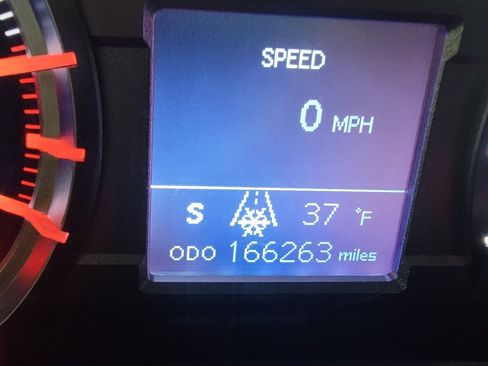 SPEED
0 MPH
S 37 °F
ODO 166263 miles